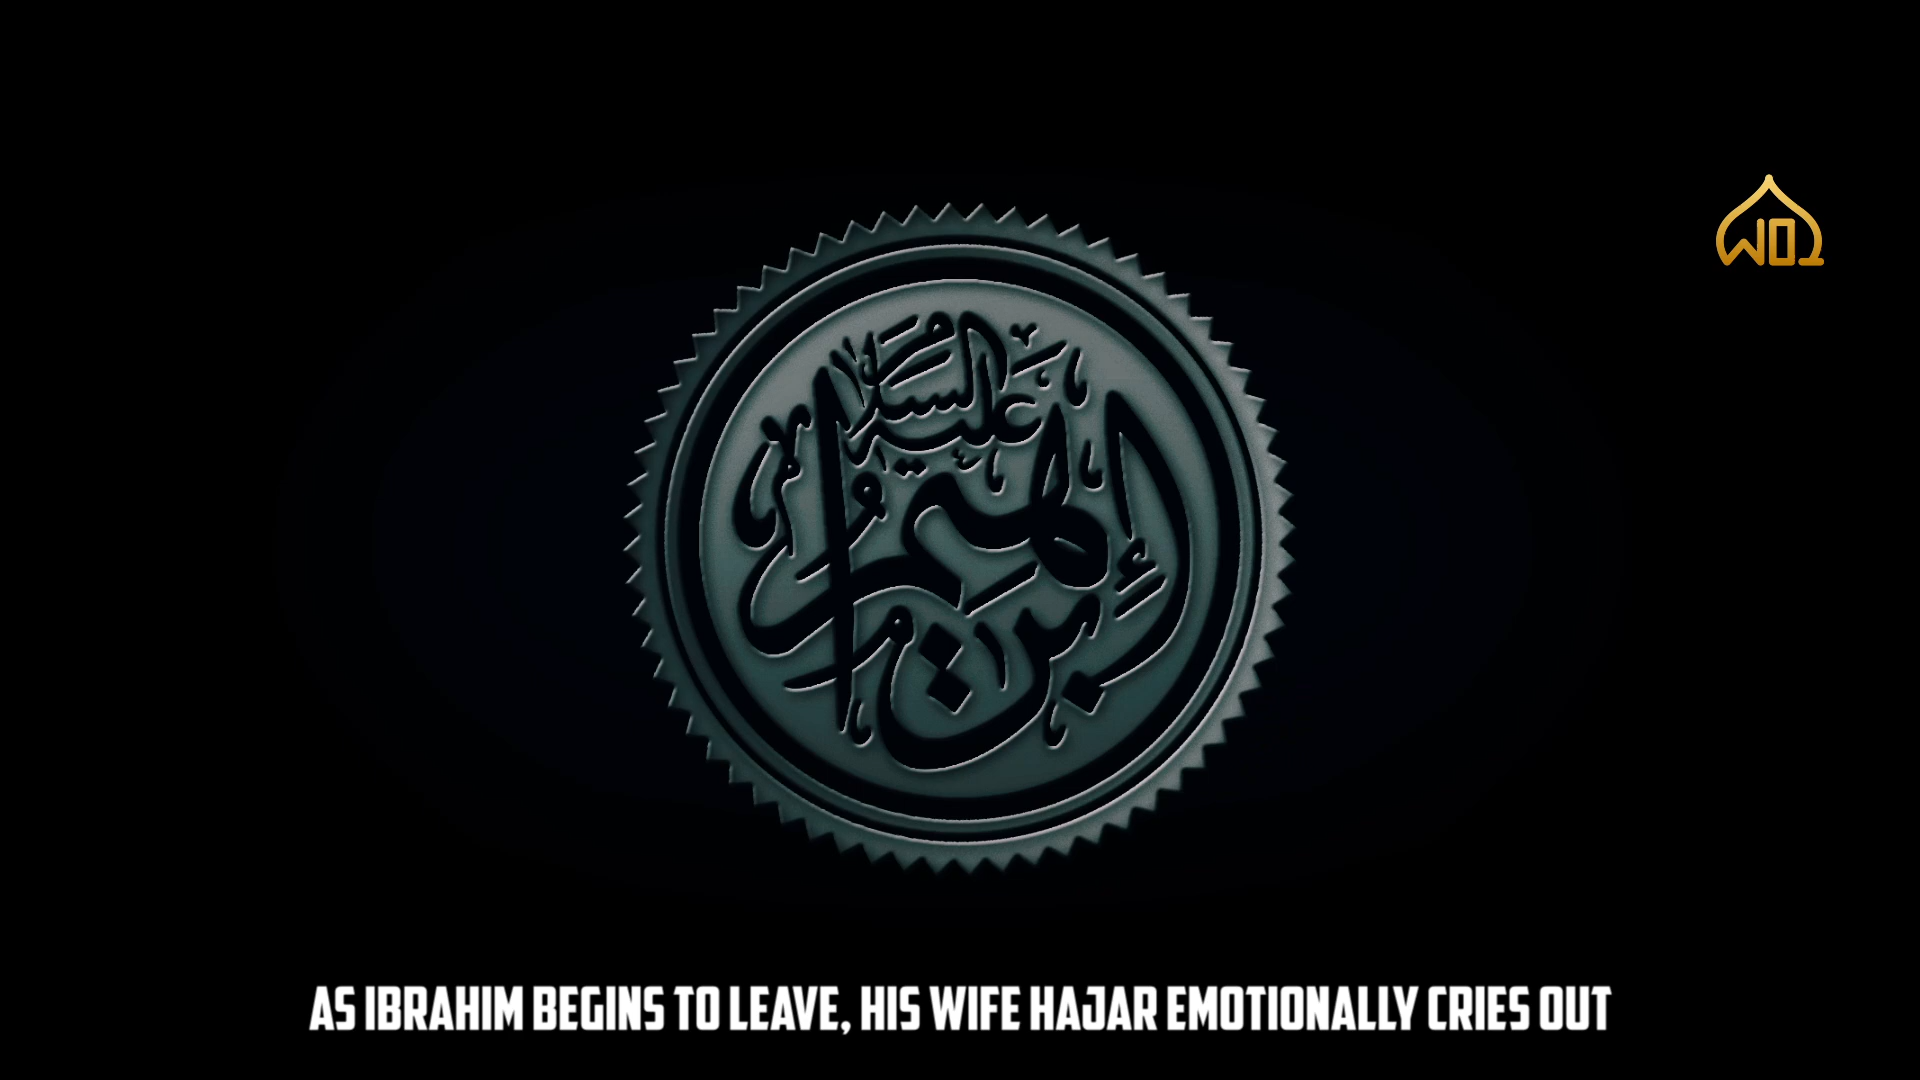 إبراهيم
عليه السلام
AS IBRAHIM BEGINS TO LEAVE, HIS WIFE HAJAR EMOTIONALLY CRIES OUT